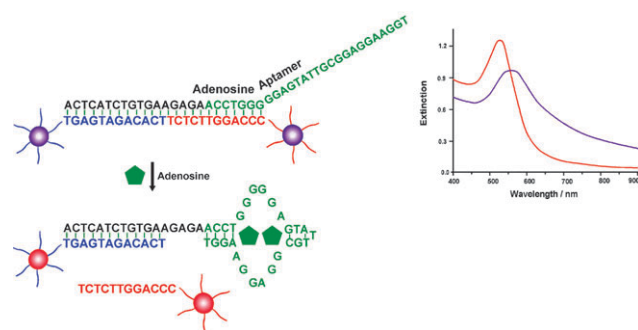 Adenosine Aptamer
GGAGTATTGCGGAGGAAGGT
ACTCATCTGTGAAGAGAACCTGGG
TGAGTAGACACTTCTCTTGGACCC
Adenosine
GG
G G
G A
ACTCATCTGTGAAGAGAACCT GTAT
T
TGAGTAGACACT TGGA CGT
A G
G G
GA
TCTCTTGGACCC
Extinction
1.2
0.9
0.6
0.3
0.0
400 500 600 700 800 900
Wavelength / nm